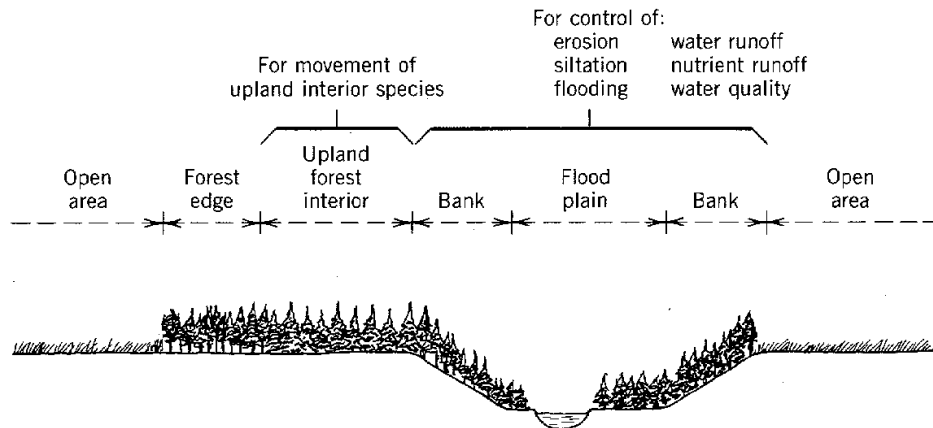 For control of:
erosion water runoff
siltation nutrient runoff
flooding water quality
For movement of
upland interior species
Open area
Forest edge
Upland forest interior
Bank
Flood plain
Bank
Open area